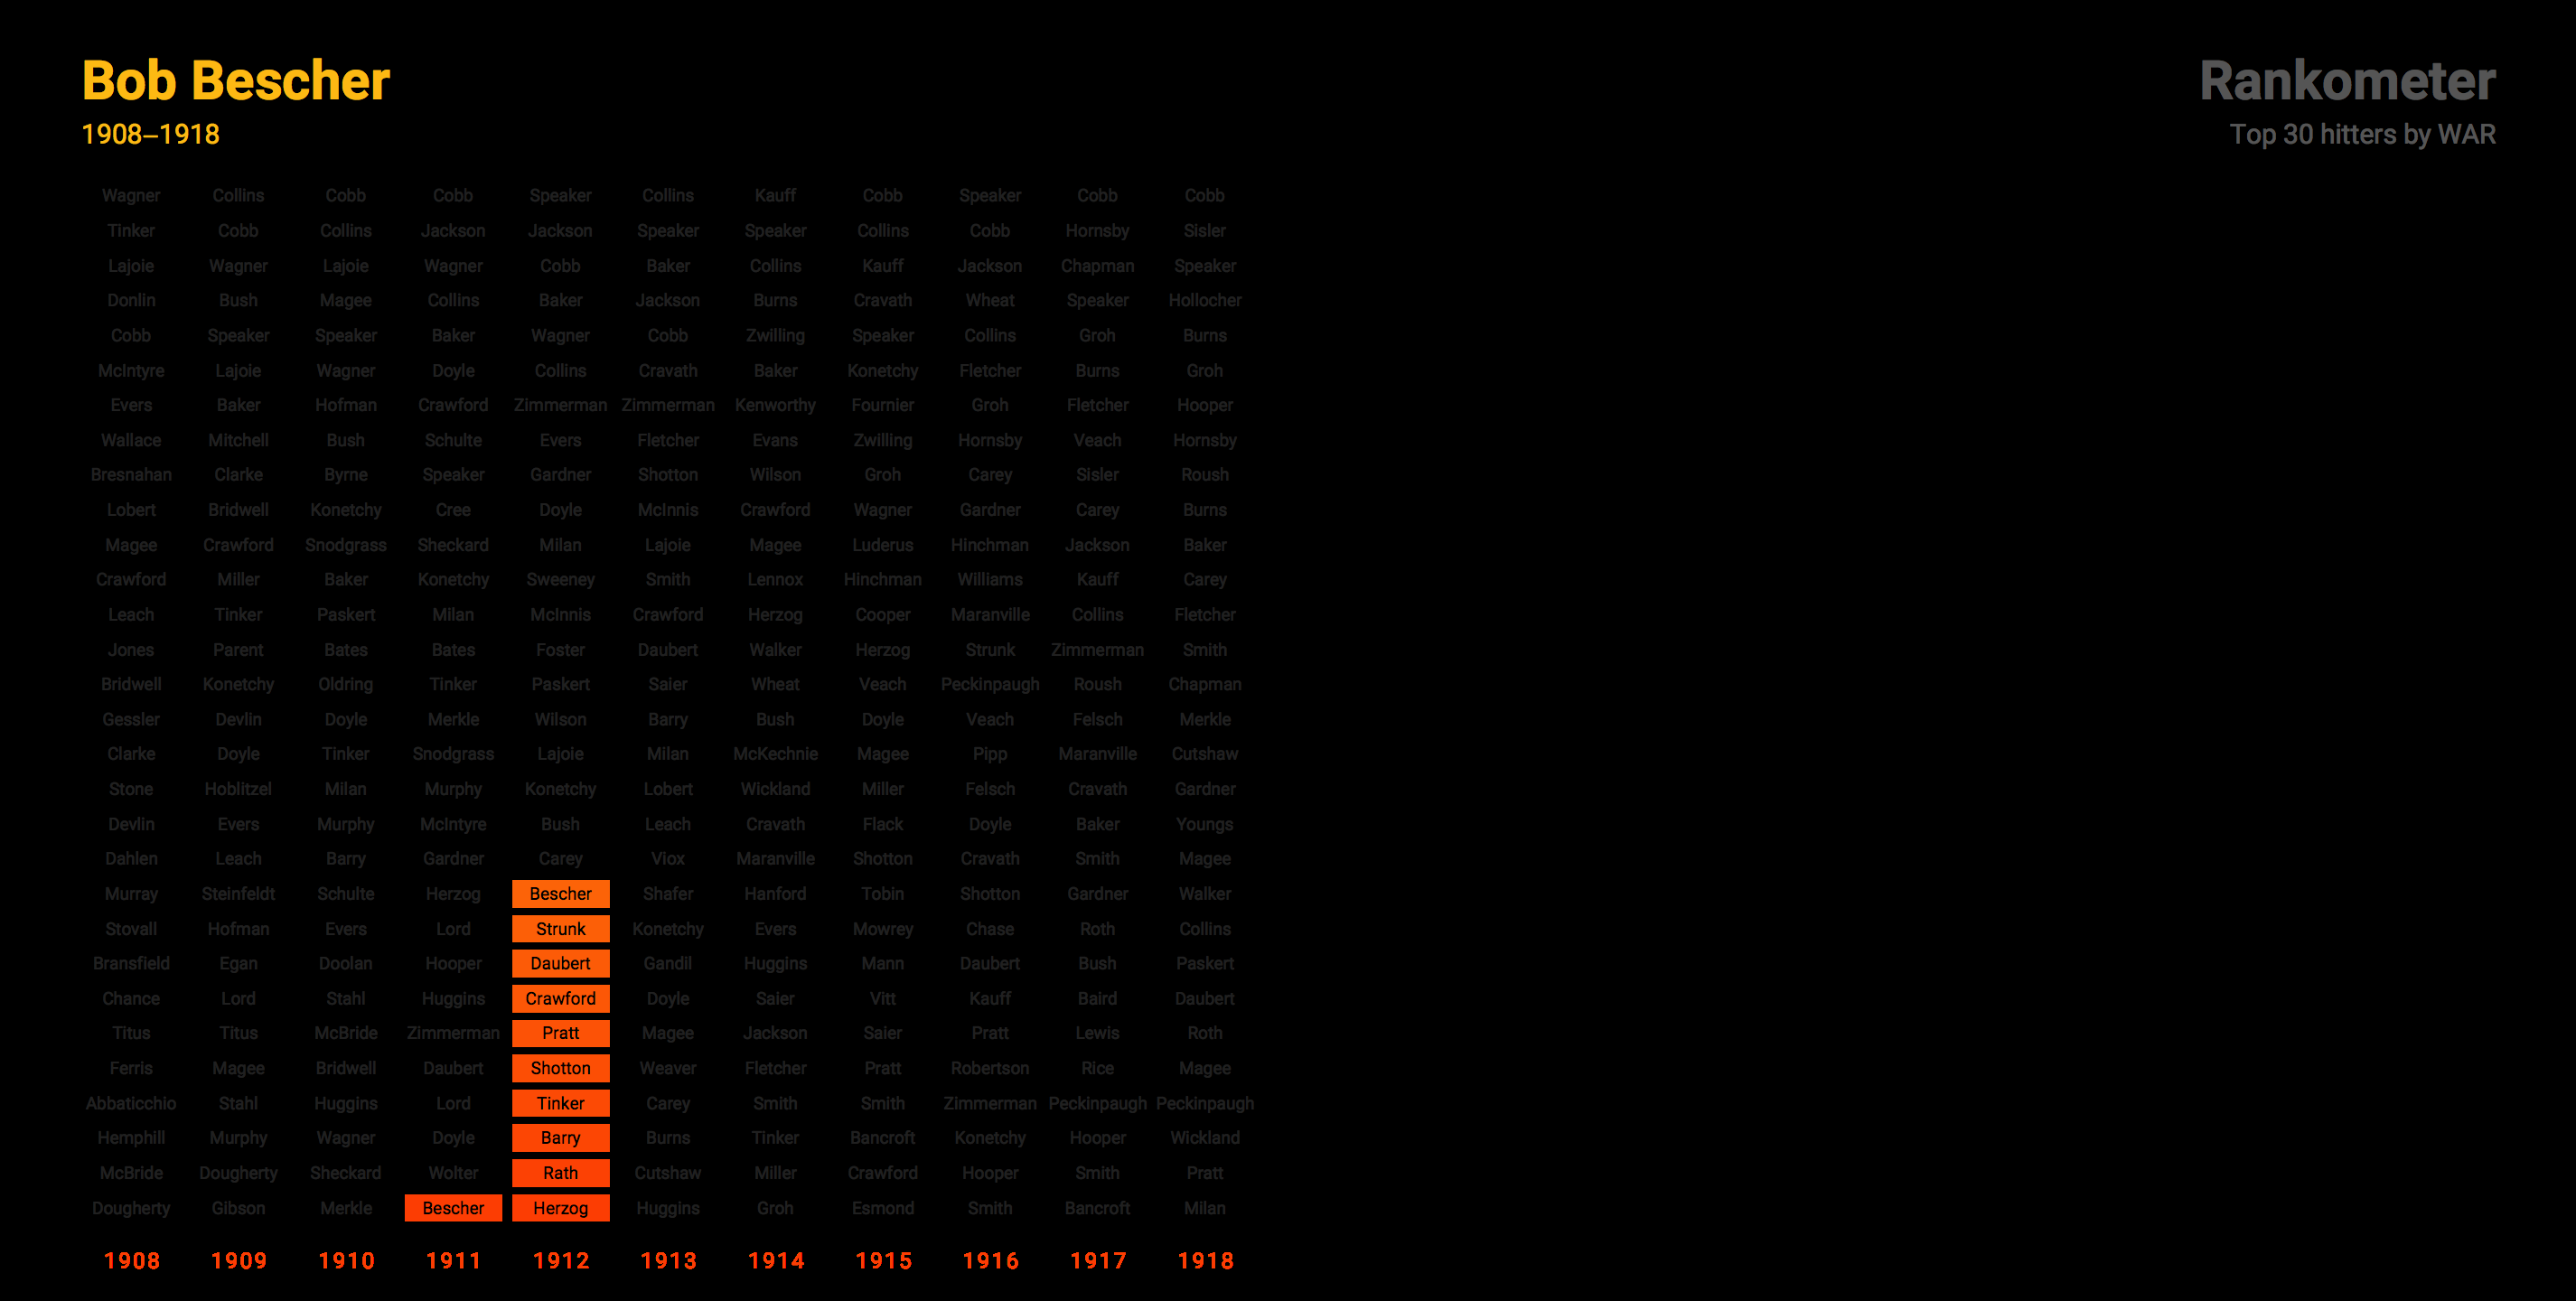 Bob Bescher
1908–1918
Rankometer
Top 30 hitters by WAR
Wagner Collins Cobb Cobb Speaker Collins Kauff Cobb Speaker Cobb Cobb
Tinker Cobb Collins Jackson Jackson Speaker Speaker Collins Cobb Hornsby Sisler
Lajoie Wagner Lajoie Wagner Cobb Baker Collins Kauff Jackson Chapman Speaker
Donlin Bush Magee Collins Baker Jackson Burns Cravath Wheat Speaker Hollocher
Cobb Speaker Speaker Baker Wagner Cobb Zwilling Speaker Collins Groh Burns
McIntyre Lajoie Wagner Doyle Collins Cravath Baker Konetchy Fletcher Burns Groh
Evers Baker Hofman Crawford Zimmerman Zimmerman Kenworthy Fournier Groh Fletcher Hooper
Wallace Mitchell Bush Schulte Evers Fletcher Evans Zwilling Hornsby Veach Hornsby
Bresnahan Clarke Byrne Speaker Gardner Shotton Wilson Groh Carey Sisler Roush
Lobert Bridwell Konetchy Cree Doyle McInnis Crawford Wagner Gardner Carey Burns
Magee Crawford Snodgrass Sheckard Milan Lajoie Magee Luderus Hinchman Jackson Baker
Crawford Miller Baker Konetchy Sweeney Smith Lennox Hinchman Williams Kauff Carey
Leach Tinker Paskert Milan McInnis Crawford Herzog Cooper Maranville Collins Fletcher
Jones Parent Bates Bates Foster Daubert Walker Herzog Strunk Zimmerman Smith
Bridwell Konetchy Oldring Tinker Paskert Saier Wheat Veach Peckinpaugh Roush Chapman
Gessler Devlin Doyle Merkle Wilson Barry Bush Doyle Veach Felsch Merkle
Clarke Doyle Tinker Snodgrass Lajoie Milan McKechnie Magee Pipp Maranville Cutshaw
Stone Hoblitzel Milan Murphy Konetchy Lobert Wickland Miller Felsch Cravath Gardner
Devlin Evers Murphy McIntyre Bush Leach Cravath Flack Doyle Baker Youngs
Dahlen Leach Barry Gardner Carey Viox Maranville Shotton Cravath Smith Magee
Murray Steinfeldt Schulte Herzog Bescher Shafer Hanford Tobin Shotton Gardner Walker
Stovall Hofman Evers Lord Strunk Konetchy Evers Mowrey Chase Roth Collins
Bransfield Egan Doolan Hooper Daubert Gandil Huggins Mann Daubert Bush Paskert
Chance Lord Stahl Huggins Crawford Doyle Saier Vitt Kauff Baird Daubert
Titus Titus McBride Zimmerman Pratt Magee Jackson Saier Pratt Lewis Roth
Ferris Magee Bridwell Daubert Shotton Weaver Fletcher Pratt Robertson Rice Magee
Abbaticchio Stahl Huggins Lord Tinker Carey Smith Smith Zimmerman Peckinpaugh Peckinpaugh
Hemphill Murphy Wagner Doyle Barry Burns Tinker Bancroft Konetchy Hooper Wickland
McBride Dougherty Sheckard Wolter Rath Cutshaw Miller Crawford Hooper Smith Pratt
Dougherty Gibson Merkle Bescher Herzog Huggins Groh Esmond Smith Bancroft Milan
1908 1909 1910 1911 1912 1913 1914 1915 1916 1917 1918